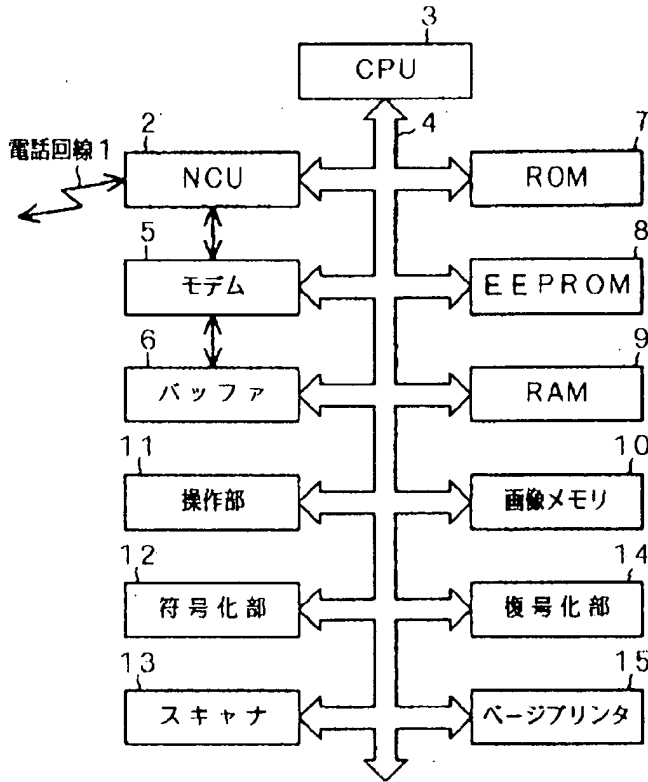 3
CPU
4
電話回線1
2
NCU
7
ROM
5
モデム
8
EEPROM
6
バッファ
9
RAM
11
操作部
10
画像メモリ
12
符号化部
14
復号化部
13
スキャナ
15
ページプリンタ